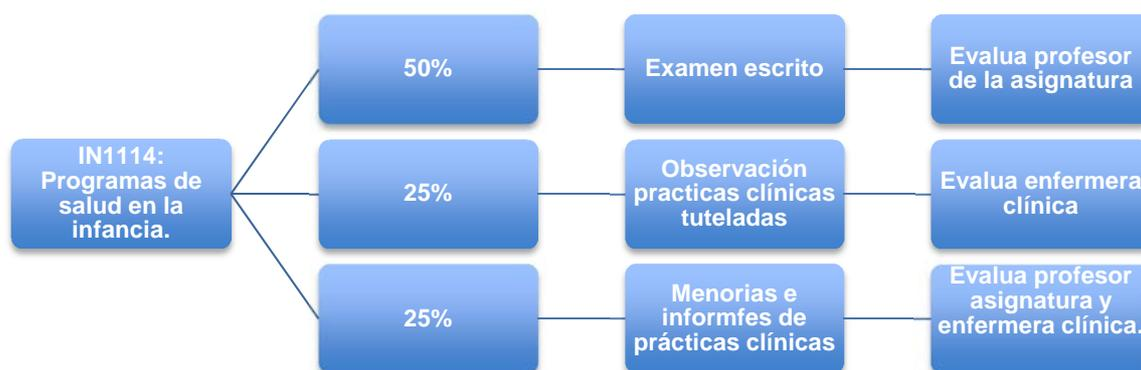 IN1114:
Programas de
salud en la
infancia.
50%
Examen escrito
Evalua profesor
de la asignatura
25%
Observación
practicas clínicas
tuteladas
Evalua enfermera
clínica
25%
Menorias e
informfes de
prácticas clínicas
Evalua profesor
asignatura y
enfermera clínica.